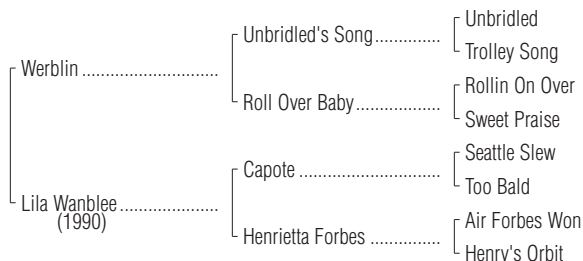 Unbridled
Unbridled's Song
Trolley Song
Werblin
Rollin On Over
Roll Over Baby
Sweet Praise
Seattle Slew
Capote
Too Bald
Lila Wanblee
(1990)
Air Forbes Won
Henrietta Forbes
Henry's Orbit